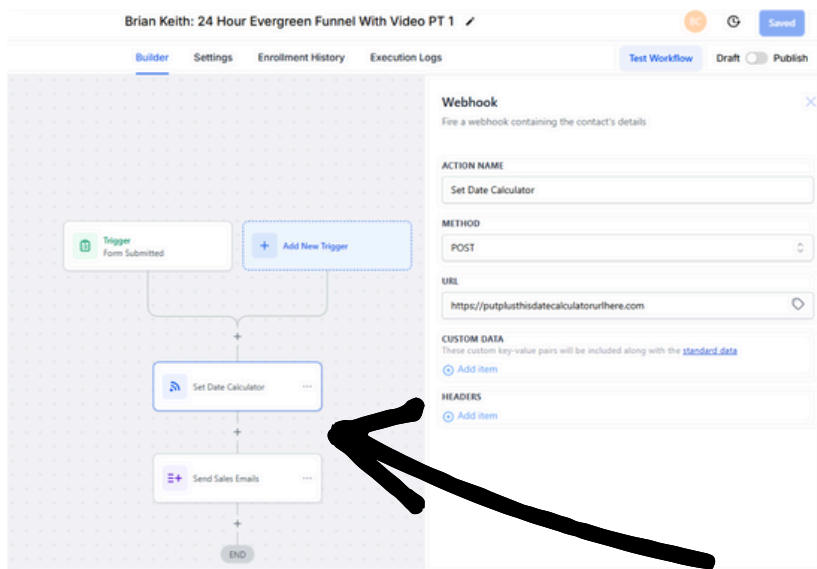 Brian Keith: 24 Hour Evergreen Funnel With Video PT 1
BC
Saved
Builder Settings Enrollment History Execution Logs
Test Workflow
Draft Publish
Trigger
Form Submitted
Add New Trigger
Set Date Calculator
Send Sales Emails
END
Webhook
Fire a webhook containing the contact's details
ACTION NAME
Set Date Calculator
METHOD
POST
URL
https://putplusthisdatecalculatorurlhere.com
CUSTOM DATA
These custom key-value pairs will be included along with the standard data
Add item
HEADERS
Add item